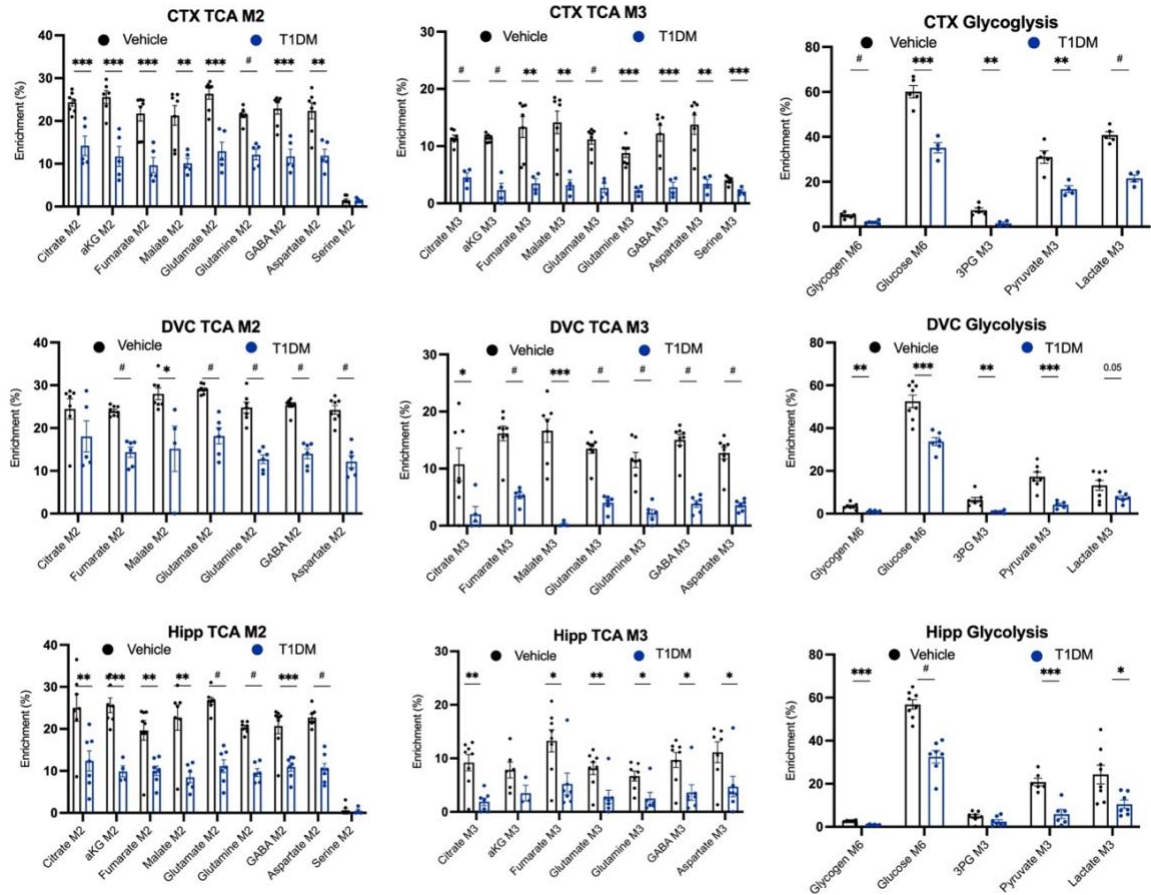 CTX TCA M2
Vehicle T1DM
*** *** *** ** *** # *** **
Enrichment (%)
40
30
20
10
0
Citrate M2
aKG M2
Fumarate M2
Malate M2
Glutamate M2
Glutamine M2
GABA M2
Aspartate M2
Serine M2
CTX TCA M3
Vehicle T1DM
# # ** ** # *** *** ** ***
Enrichment (%)
30
20
10
0
Citrate M3
aKG M3
Fumarate M3
Malate M3
Glutamate M3
Glutamine M3
GABA M3
Aspartate M3
Serine M3
CTX Glycoglysis
Vehicle T1DM
# *** ** ** #
Enrichment (%)
80
60
40
20
0
Glycogen M6
Glucose M6
3PG M3
Pyruvate M3
Lactate M3
DVC TCA M2
Vehicle T1DM
# * # # # #
Enrichment (%)
40
30
20
10
0
Citrate M2
Fumarate M2
Malate M2
Glutamate M2
Glutamine M2
GABA M2
Aspartate M2
DVC TCA M3
Vehicle T1DM
* # *** # # # #
Enrichment (%)
30
20
10
0
Citrate M3
Fumarate M3
Malate M3
Glutamate M3
Glutamine M3
GABA M3
Aspartate M3
DVC Glycolysis
Vehicle T1DM
** *** ** *** 0.05
Enrichment (%)
80
60
40
20
0
Glycogen M6
Glucose M6
3PG M3
Pyruvate M3
Lactate M3
Hipp TCA M2
Vehicle T1DM
** *** ** ** # # *** #
Enrichment (%)
40
30
20
10
0
Citrate M2
aKG M2
Fumarate M2
Malate M2
Glutamate M2
Glutamine M2
GABA M2
Aspartate M2
Serine M2
Hipp TCA M3
Vehicle T1DM
** * ** * * *
Enrichment (%)
30
20
10
0
Citrate M3
aKG M3
Fumarate M3
Glutamate M3
Glutamine M3
GABA M3
Aspartate M3
Hipp Glycolysis
Vehicle T1DM
*** # *** *
Enrichment (%)
80
60
40
20
0
Glycogen M6
Glucose M6
3PG M3
Pyruvate M3
Lactate M3